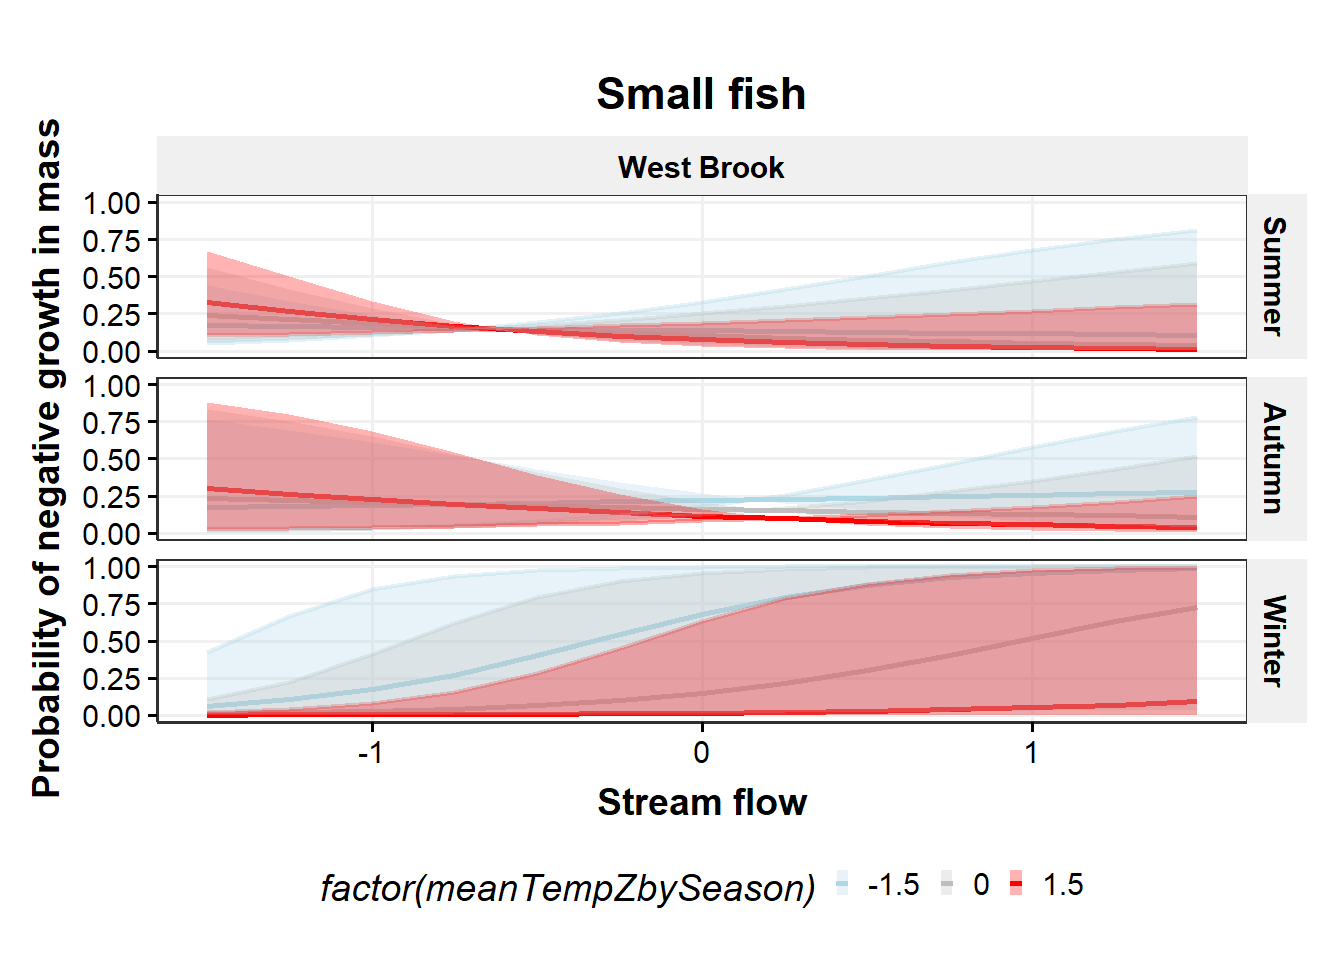 Small fish
West Brook
Probability of negative growth in mass
1.00
0.75
0.50
0.25
0.00
Summer
1.00
0.75
0.50
0.25
0.00
Autumn
1.00
0.75
0.50
0.25
0.00
Winter
-1 0 1
Stream flow
factor(meanTempZbySeason) -1.5 0 1.5